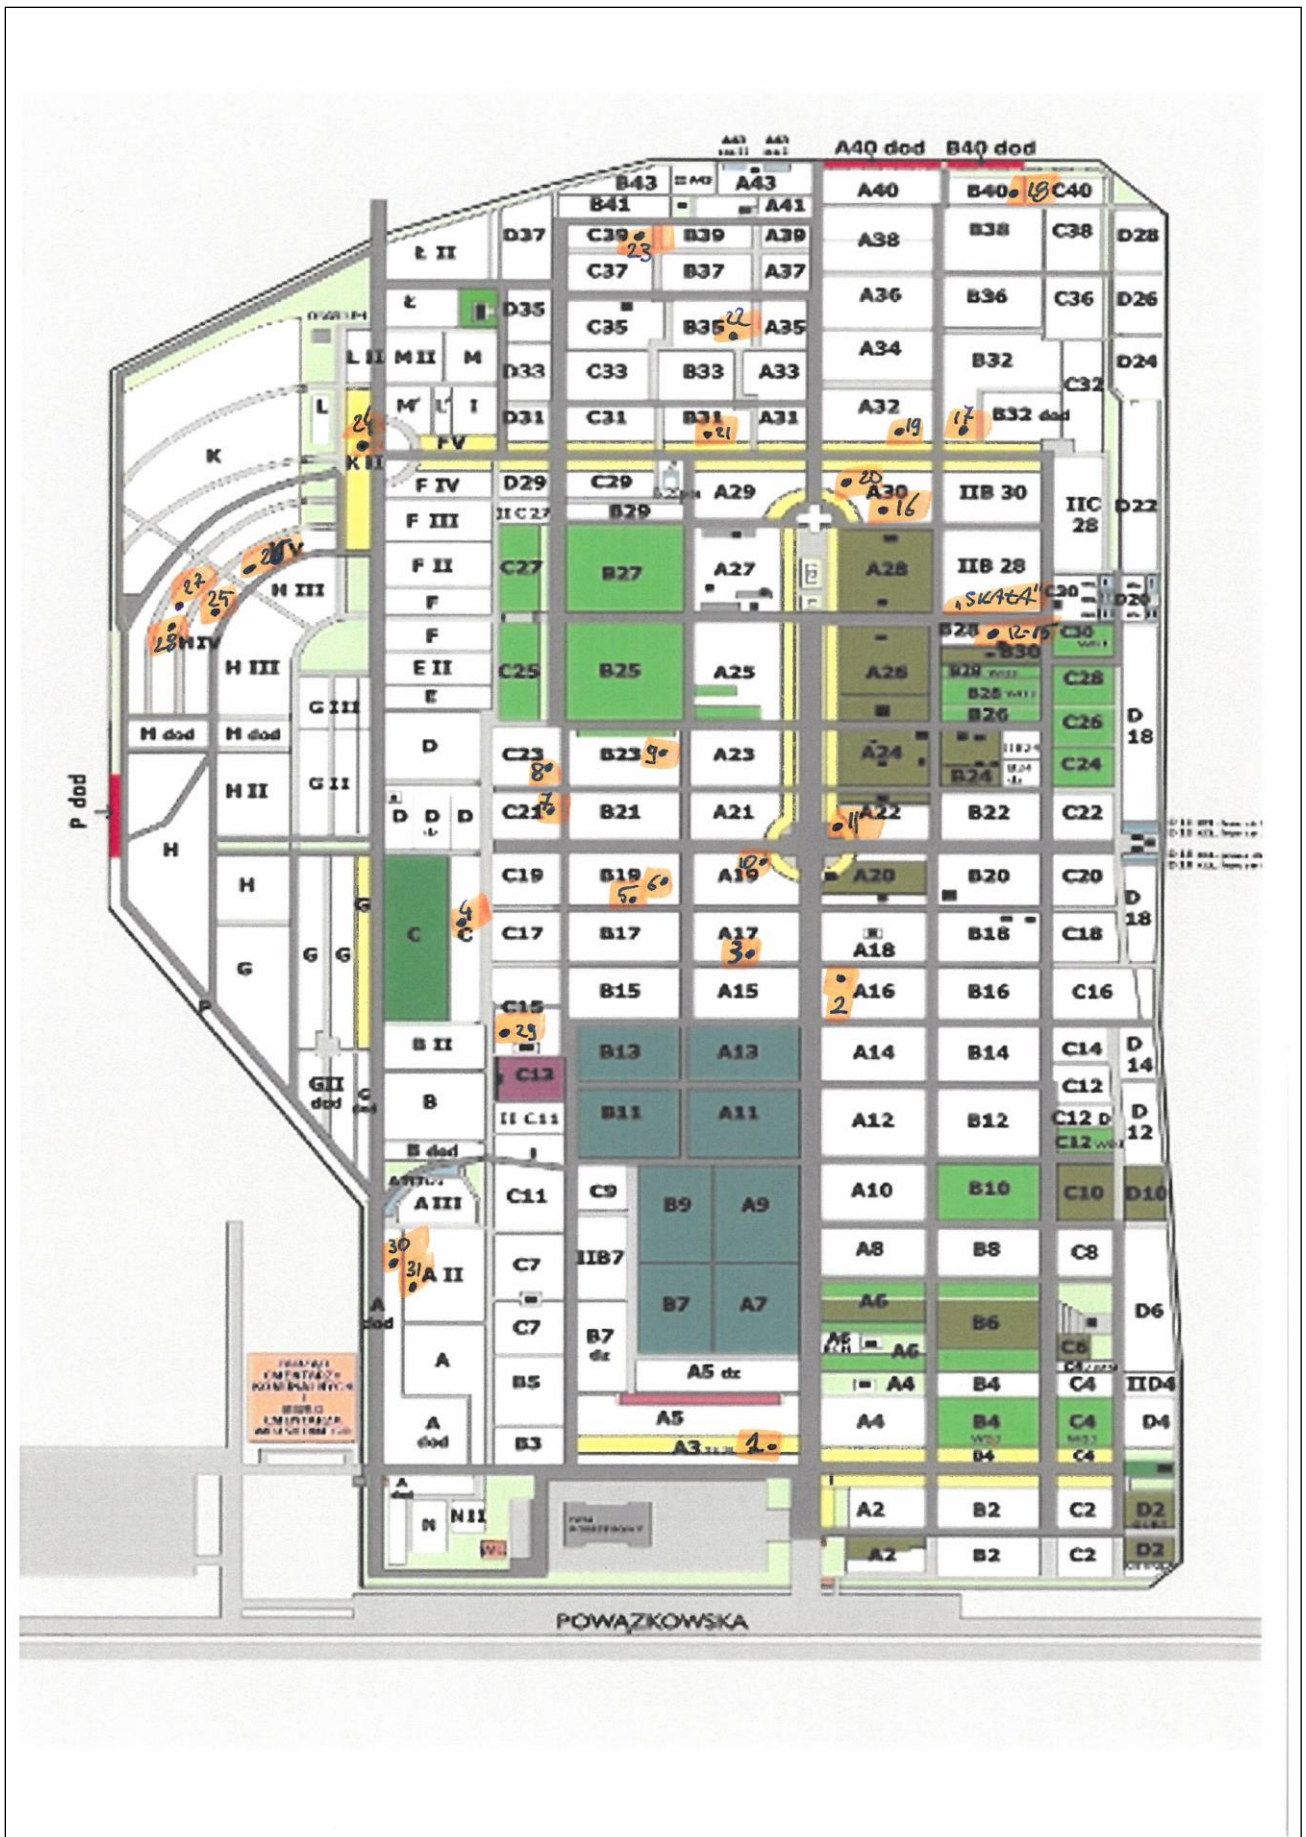 A40 dod B40 dod
B43 A43 A40 B40 18 C40
B41 A41
D37 C39 23 B39 A39 A38 B38 C38 D28
Ł II C37 B37 A37
Ł D35 C35 B35 22 A35 A36 B36 C36 D26
L II M II M D33 C33 B33 A33 A34 B32 C32 D24
L 24 M' L' I D31 C31 B31 21 A31 A32 19 17 B32 dod
K K II F IV D29 C29 A29 20 A30 16 IIB 30 IIC 28 D22
F III II C27 B29
F II C27 B27 A27 A28 IIB 28
27 25 H III F „SKAŁA” C20 D20
28 H IV F B28 12-15 C30
B30
H III E II C25 B25 A25 A26 B28 C28
E B26
G III B26 C26 D 18
H dod H dod D C23 8 B23 9 A23 A24 B24 C24
P dod H II G II D D D C21 7 B21 A21 11 A22 B22 C22
H
H G C19 B19 5 6 A19 10 A20 B20 C20
C 4 C D 18
G G G C17 B17 A17 3 A18 B18 C18
P C15 B15 A15 2 A16 B16 C16
29
B II B13 A13 A14 B14 C14 D 14
GII dod B C13 C12
B11 A11 A12 B12 C12 D D 12
II C11 C12
B dod I
A III C11 C9 B9 A9 A10 B10 C10 D10
30 31 A II C7 IIB7 A8 B8 C8
A dod C7 B7 A7 A6 B6 D6
A B7 dz A6 A6 C6
B5 A5 dz A4 B4 C4 IID4
A dod A5 A4 B4 C4 D4
B3 A3 1 B4 C4
A dod
N N II A2 B2 C2 D2
A2 B2 C2 D2
POWĄZKOWSKA